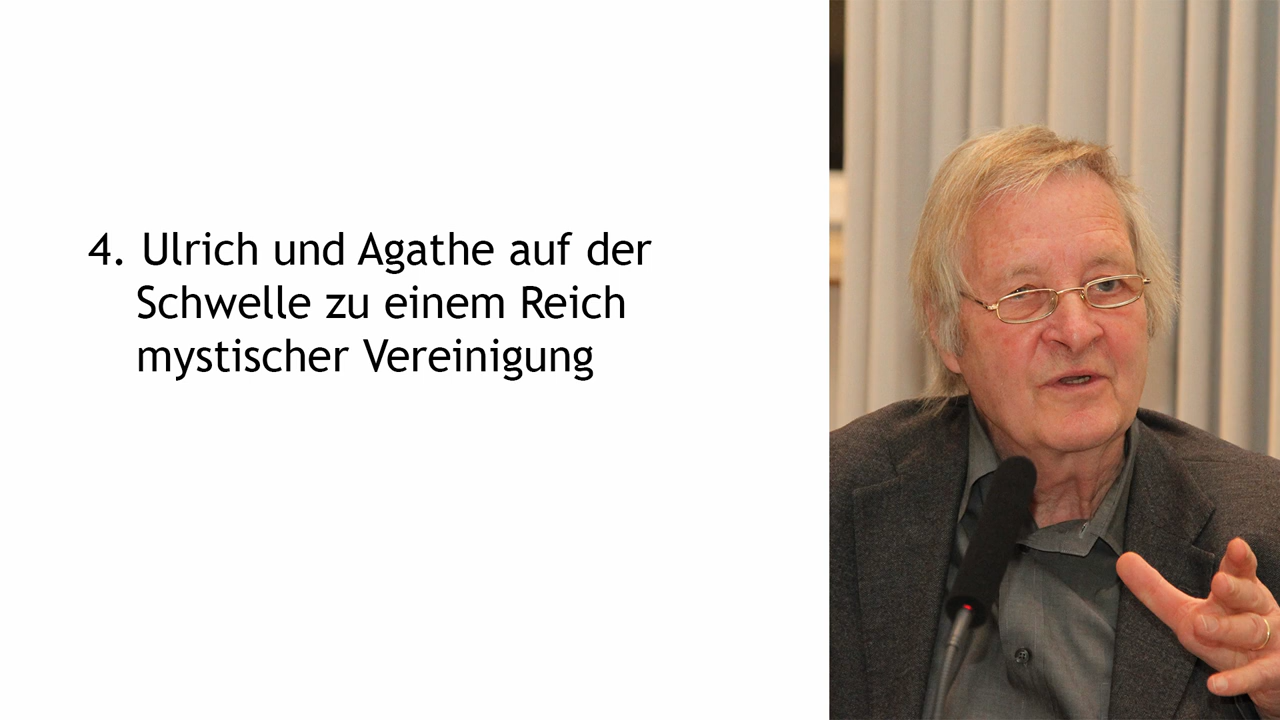 4. Ulrich und Agathe auf der
Schwelle zu einem Reich
mystischer Vereinigung